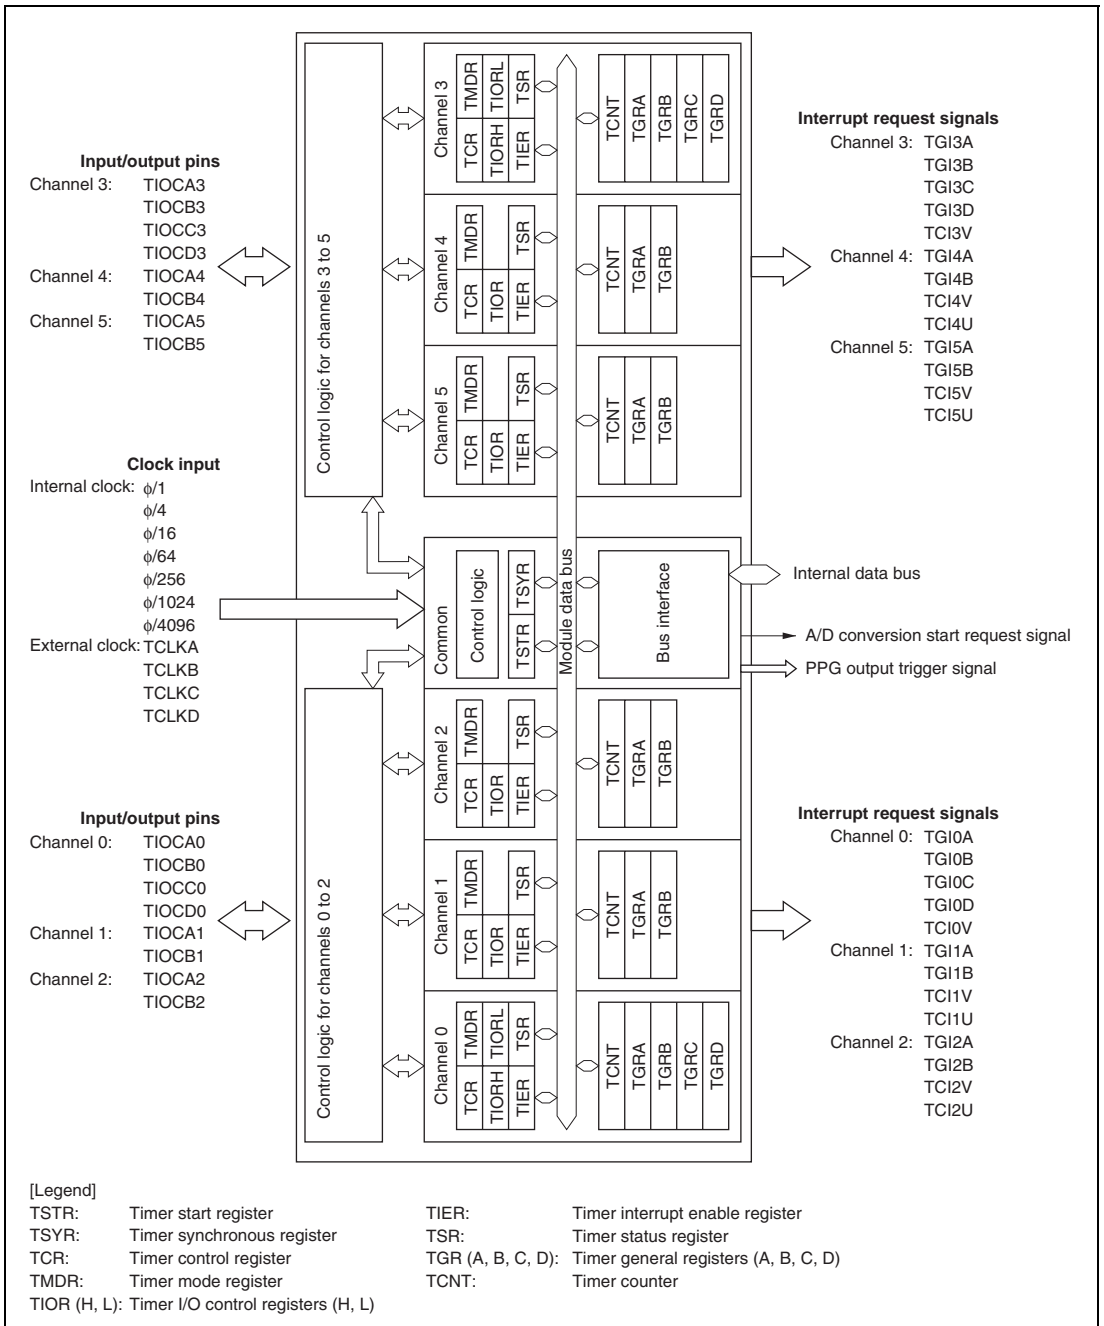 Input/output pins
Channel 3: TIOCA3
TIOCB3
TIOCC3
TIOCD3
Channel 4: TIOCA4
TIOCB4
Channel 5: TIOCA5
TIOCB5
Clock input
Internal clock: ϕ/1
ϕ/4
ϕ/16
ϕ/64
ϕ/256
ϕ/1024
ϕ/4096
External clock: TCLKA
TCLKB
TCLKC
TCLKD
Input/output pins
Channel 0: TIOCA0
TIOCB0
TIOCC0
TIOCD0
Channel 1: TIOCA1
TIOCB1
Channel 2: TIOCA2
TIOCB2
Control logic for channels 3 to 5
Control logic for channels 0 to 2
Channel 3
TCR TMDR
TIORH TIORL
TIER TSR
TCNT
TGRA
TGRB
TGRC
TGRD
Channel 4
TCR TMDR
TIOR
TIER TSR
TCNT
TGRA
TGRB
Channel 5
TCR TMDR
TIOR
TIER TSR
TCNT
TGRA
TGRB
Common
Control logic
TSTR TSYR
Module data bus
Bus interface
Channel 2
TCR TMDR
TIOR
TIER TSR
TCNT
TGRA
TGRB
Channel 1
TCR TMDR
TIOR
TIER TSR
TCNT
TGRA
TGRB
Channel 0
TCR TMDR
TIORH TIORL
TIER TSR
TCNT
TGRA
TGRB
TGRC
TGRD
Interrupt request signals
Channel 3: TGI3A
TGI3B
TGI3C
TGI3D
TCI3V
Channel 4: TGI4A
TGI4B
TCI4V
TCI4U
Channel 5: TGI5A
TGI5B
TCI5V
TCI5U
Internal data bus
A/D conversion start request signal
PPG output trigger signal
Interrupt request signals
Channel 0: TGI0A
TGI0B
TGI0C
TGI0D
TCI0V
Channel 1: TGI1A
TGI1B
TCI1V
TCI1U
Channel 2: TGI2A
TGI2B
TCI2V
TCI2U
[Legend]
TSTR: Timer start register
TSYR: Timer synchronous register
TCR: Timer control register
TMDR: Timer mode register
TIOR (H, L): Timer I/O control registers (H, L)
TIER: Timer interrupt enable register
TSR: Timer status register
TGR (A, B, C, D): Timer general registers (A, B, C, D)
TCNT: Timer counter